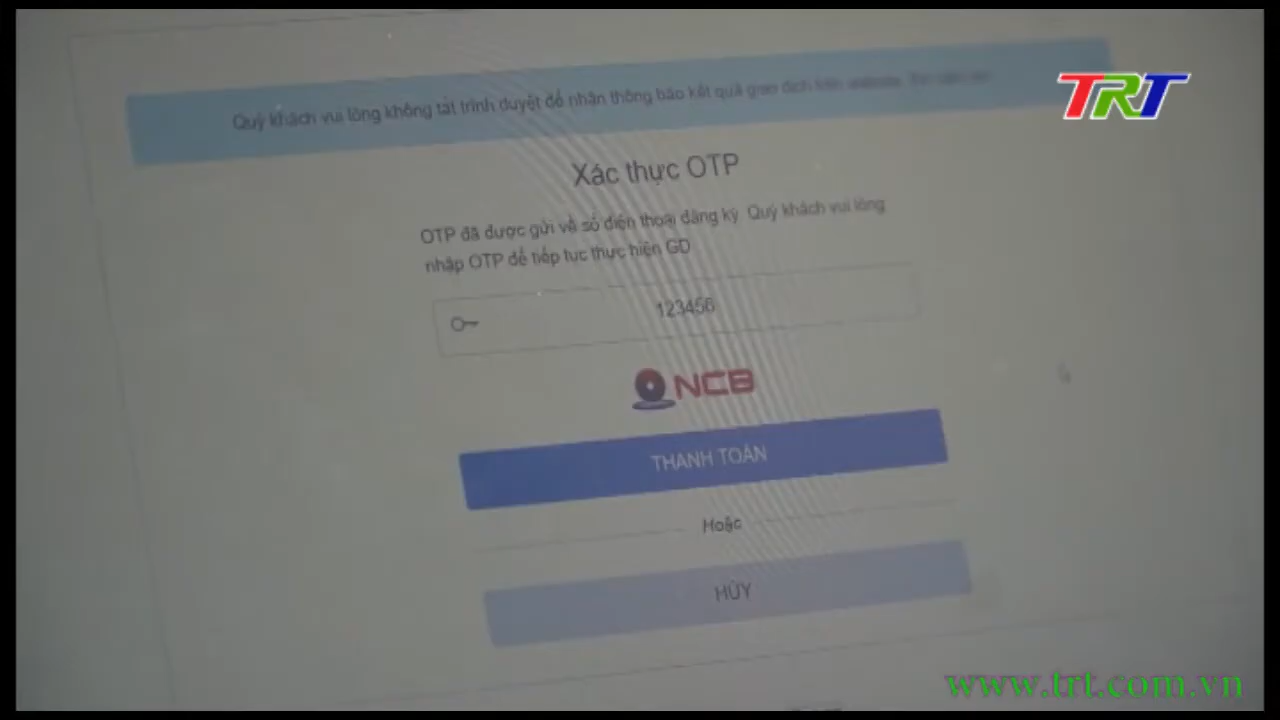 Quý khách vui lòng không tắt trình duyệt để nhận thông báo kết quả giao dịch trên website.
TRT
Xác thực OTP
OTP đã được gửi về số điện thoại đăng ký. Quý khách vui lòng
nhập OTP để tiếp tục thực hiện GD
123456
NCB
THANH TOÁN
Hoặc
HỦY
www.trt.com.vn